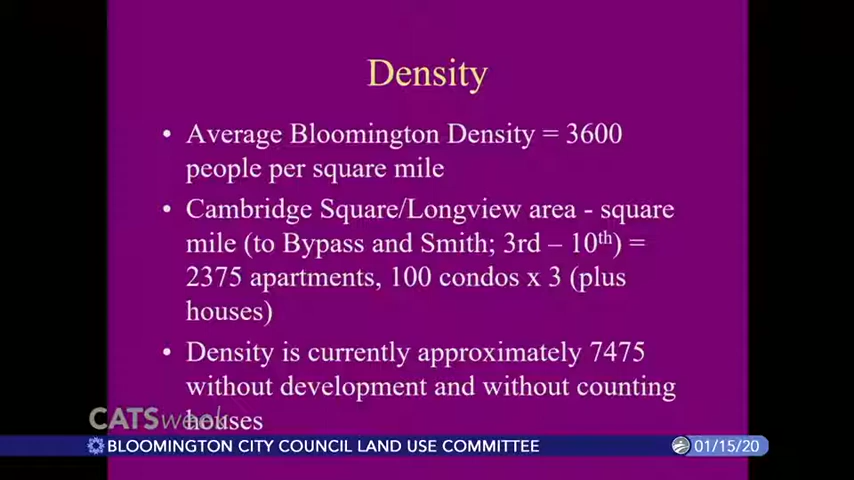 Density
• Average Bloomington Density = 3600
people per square mile
• Cambridge Square/Longview area - square
mile (to Bypass and Smith; 3rd – 10th) =
2375 apartments, 100 condos x 3 (plus
houses)
• Density is currently approximately 7475
without development and without counting
houses
CATSweek
BLOOMINGTON CITY COUNCIL LAND USE COMMITTEE
01/15/20